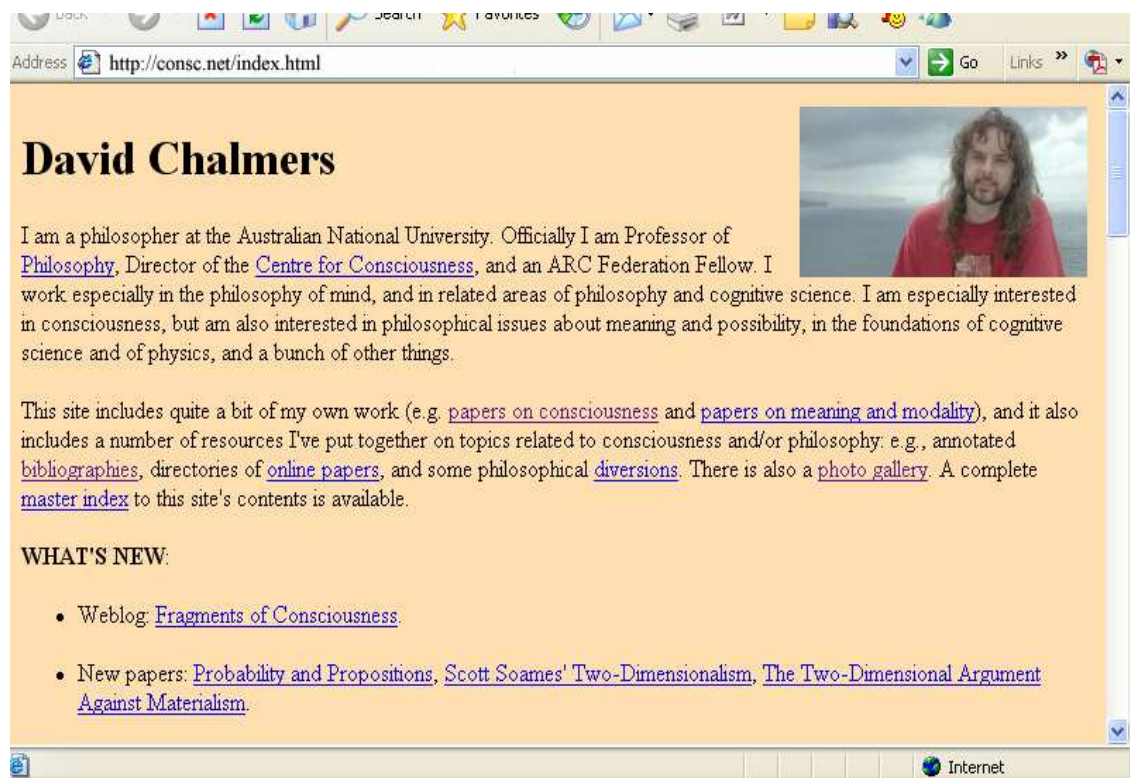 Back Search Favorites
Address http://consc.net/index.html Go Links »
David Chalmers
I am a philosopher at the Australian National University. Officially I am Professor of
Philosophy, Director of the Centre for Consciousness, and an ARC Federation Fellow. I
work especially in the philosophy of mind, and in related areas of philosophy and cognitive science. I am especially interested
in consciousness, but am also interested in philosophical issues about meaning and possibility, in the foundations of cognitive
science and of physics, and a bunch of other things.
This site includes quite a bit of my own work (e.g. papers on consciousness and papers on meaning and modality), and it also
includes a number of resources I've put together on topics related to consciousness and/or philosophy: e.g., annotated
bibliographies, directories of online papers, and some philosophical diversions. There is also a photo gallery. A complete
master index to this site's contents is available.
WHAT'S NEW:
• Weblog: Fragments of Consciousness.
• New papers: Probability and Propositions, Scott Soames' Two-Dimensionalism, The Two-Dimensional Argument
Against Materialism.
Internet